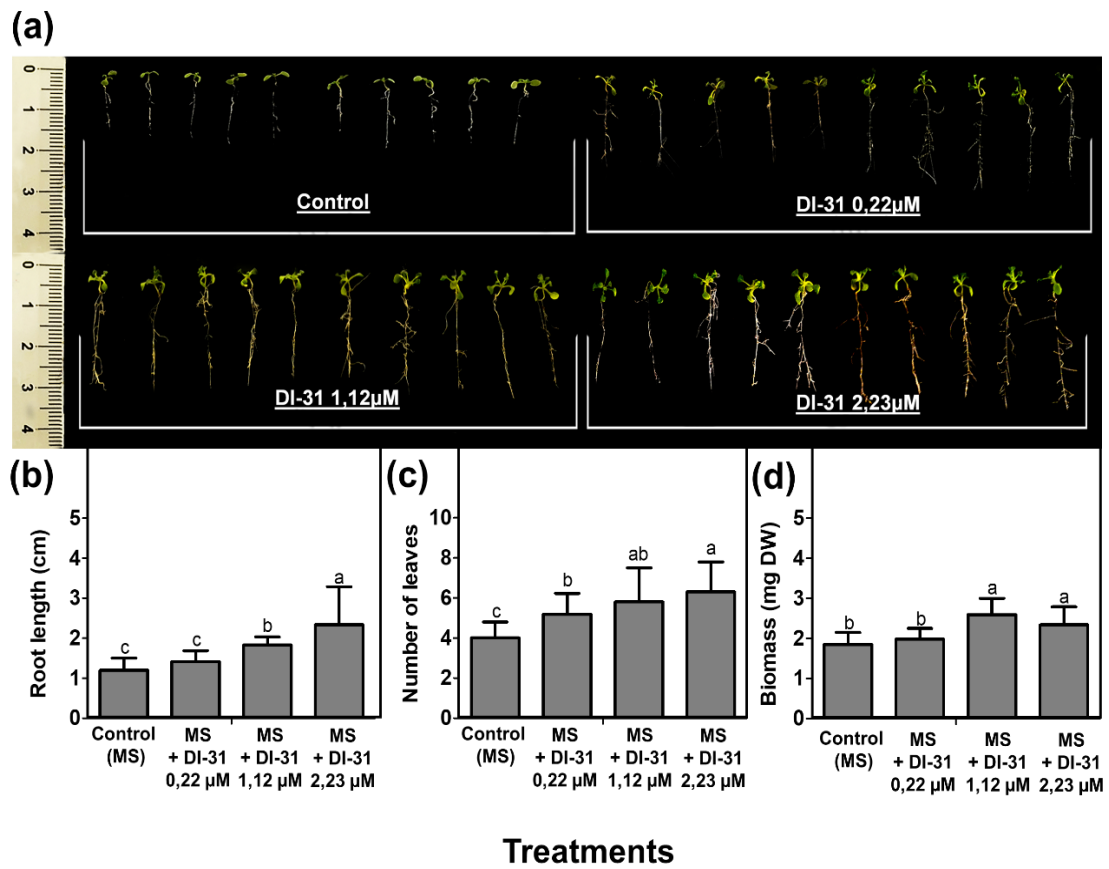 (a)
0
1
2
3
4
Control
DI-31 0,22µM
0
1
2
3
4
DI-31 1,12µM
DI-31 2,23µM
(b)
Root length (cm)
5
4
3
2
1
0
c
c
b
a
Control
(MS)
MS
+ DI-31
0,22 µM
MS
+ DI-31
1,12 µM
MS
+ DI-31
2,23 µM
(c)
Number of leaves
10
8
6
4
2
0
c
b
ab
a
Control
(MS)
MS
+ DI-31
0,22 µM
MS
+ DI-31
1,12 µM
MS
+ DI-31
2,23 µM
(d)
Biomass (mg DW)
5
4
3
2
1
0
b
b
a
a
Control
(MS)
MS
+ DI-31
0,22 µM
MS
+ DI-31
1,12 µM
MS
+ DI-31
2,23 µM
Treatments